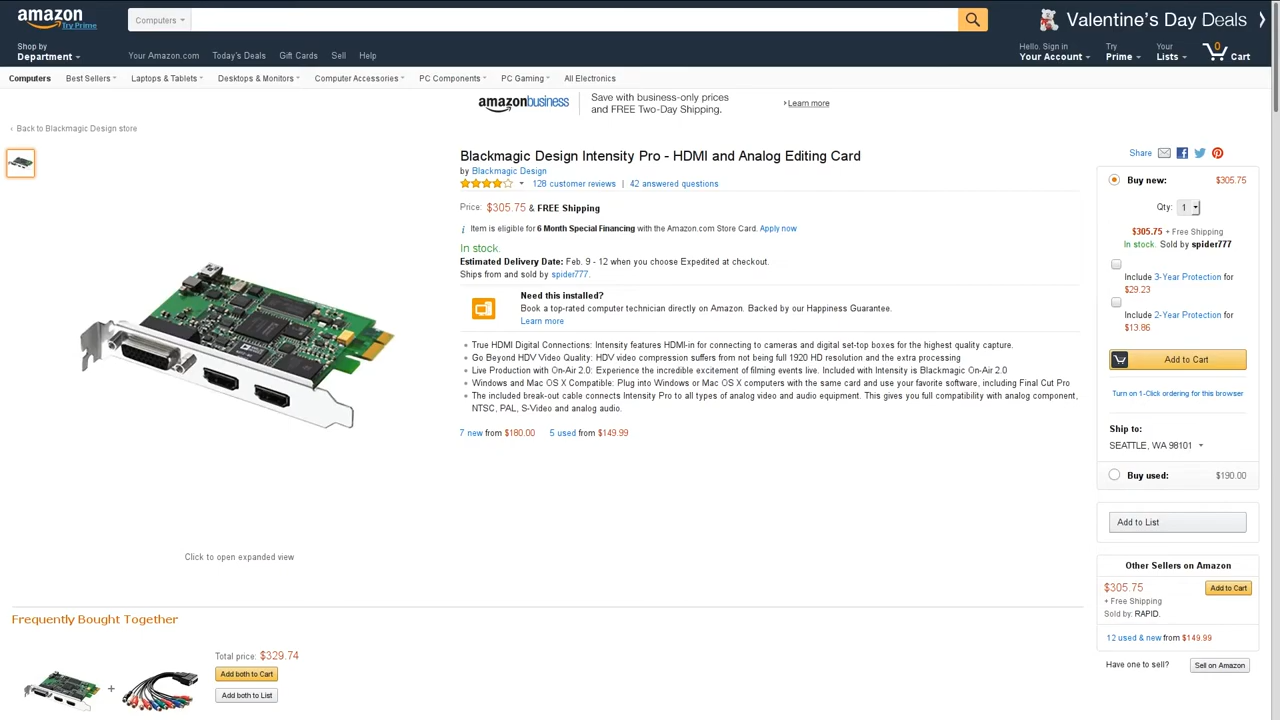 amazon
Try Prime
Computers
Valentine's Day Deals
Shop by
Department
Your Amazon.com
Today's Deals
Gift Cards
Sell
Help
Hello. Sign in
Your Account
Try
Prime
Your
Lists
0
Cart
Computers
Best Sellers
Laptops & Tablets
Desktops & Monitors
Computer Accessories
PC Components
PC Gaming
All Electronics
amazonbusiness
Save with business-only prices
and FREE Two-Day Shipping.
Learn more
‹ Back to Blackmagic Design store
Blackmagic Design Intensity Pro - HDMI and Analog Editing Card
by Blackmagic Design
128 customer reviews | 42 answered questions
Price: $305.75 & FREE Shipping
Item is eligible for 6 Month Special Financing with the Amazon.com Store Card. Apply now
In stock.
Estimated Delivery Date: Feb. 9 - 12 when you choose Expedited at checkout.
Ships from and sold by spider777.
Need this installed?
Book a top-rated computer technician directly on Amazon. Backed by our Happiness Guarantee.
Learn more
True HDMI Digital Connections: Intensity features HDMI-in for connecting to cameras and digital set-top boxes for the highest quality capture.
Go Beyond HDV Video Quality: HDV video compression suffers from not being full 1920 HD resolution and the extra processing
Live Production with On-Air 2.0: Experience the incredible excitement of filming events live. Included with Intensity is Blackmagic On-Air 2.0
Windows and Mac OS X Compatible: Plug into Windows or Mac OS X computers with the same card and use your favorite software, including Final Cut Pro
The included break-out cable connects Intensity Pro to all types of analog video and audio equipment. This gives you full compatibility with analog component,
NTSC, PAL, S-Video and analog audio.
7 new from $180.00
5 used from $149.99
Click to open expanded view
Share
Buy new:
$305.75
Qty: 1
$305.75 + Free Shipping
In stock. Sold by spider777
Include 3-Year Protection for
$29.23
Include 2-Year Protection for
$13.86
Add to Cart
Turn on 1-Click ordering for this browser
Ship to:
SEATTLE, WA 98101
Buy used:
$190.00
Add to List
Other Sellers on Amazon
$305.75
Add to Cart
+ Free Shipping
Sold by: RAPID.
12 used & new from $149.99
Have one to sell?
Sell on Amazon
Frequently Bought Together
Total price: $329.74
Add both to Cart
Add both to List
+